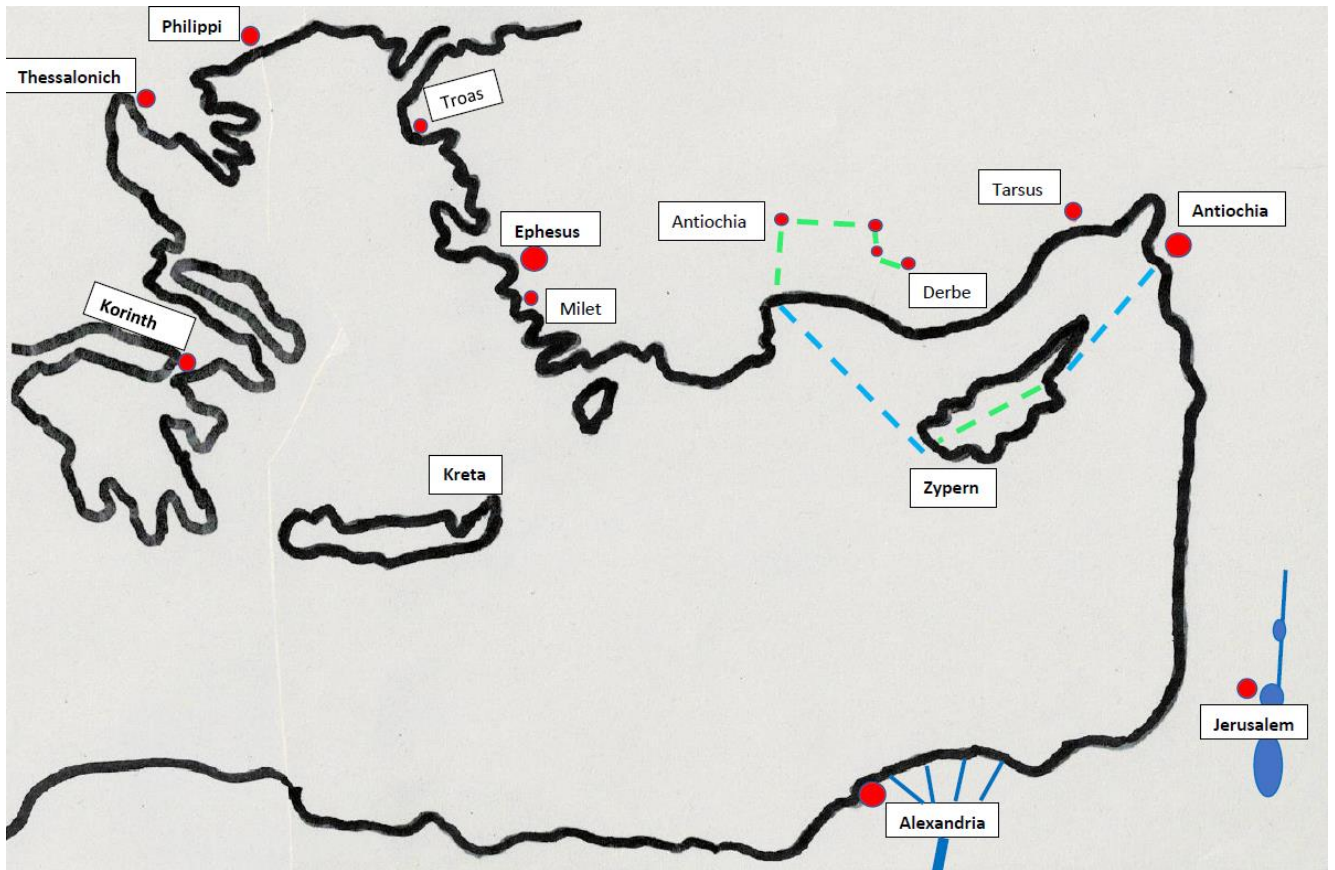 Philippi
Thessalonich
Troas
Tarsus
Antiochia
Antiochia
Ephesus
Derbe
Milet
Korinth
Kreta
Zypern
Jerusalem
Alexandria